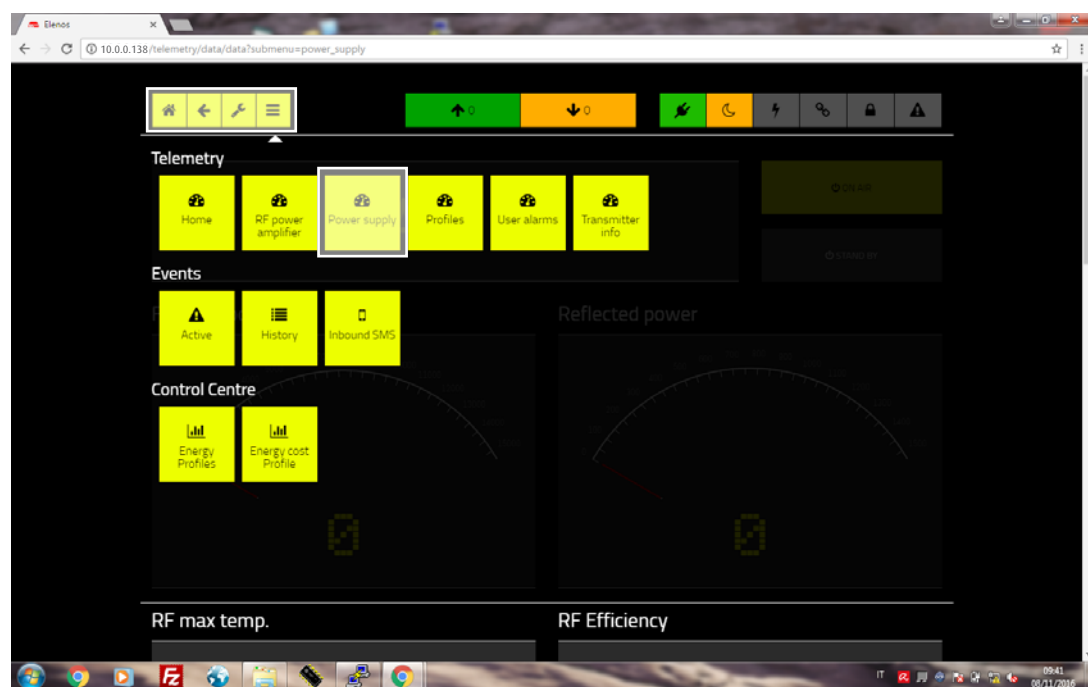 Elenos
10.0.0.138/telemetry/data/data?submenu=power_supply
0
0
Telemetry
Home
RF power
amplifier
Power supply
Profiles
User alarms
Transmitter
info
ON AIR
STAND BY
Events
Active
History
Inbound SMS
Reflected power
Control Centre
Energy
Profiles
Energy cost
Profile
0
0
RF max temp.
RF Efficiency
IT
09:41
08/11/2016